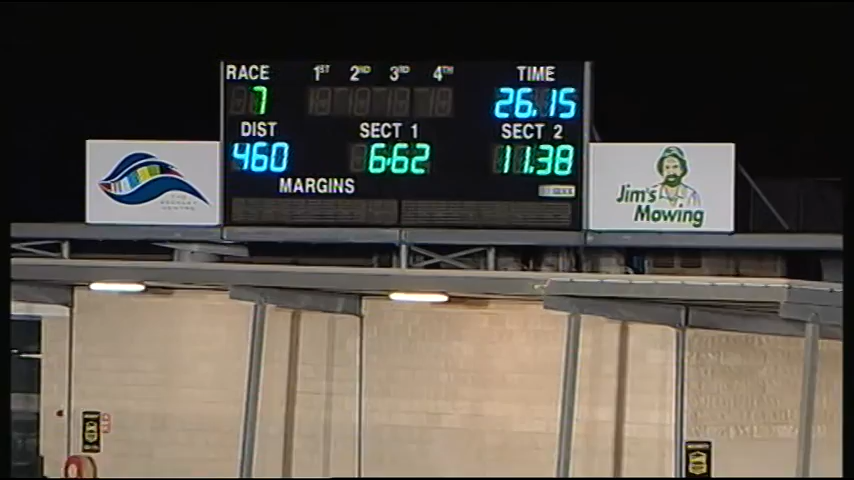 RACE 1ST 2ND 3RD 4TH TIME
7 26.15
DIST SECT 1 SECT 2
460 6.62 11.38
MARGINS
Jim's
Mowing